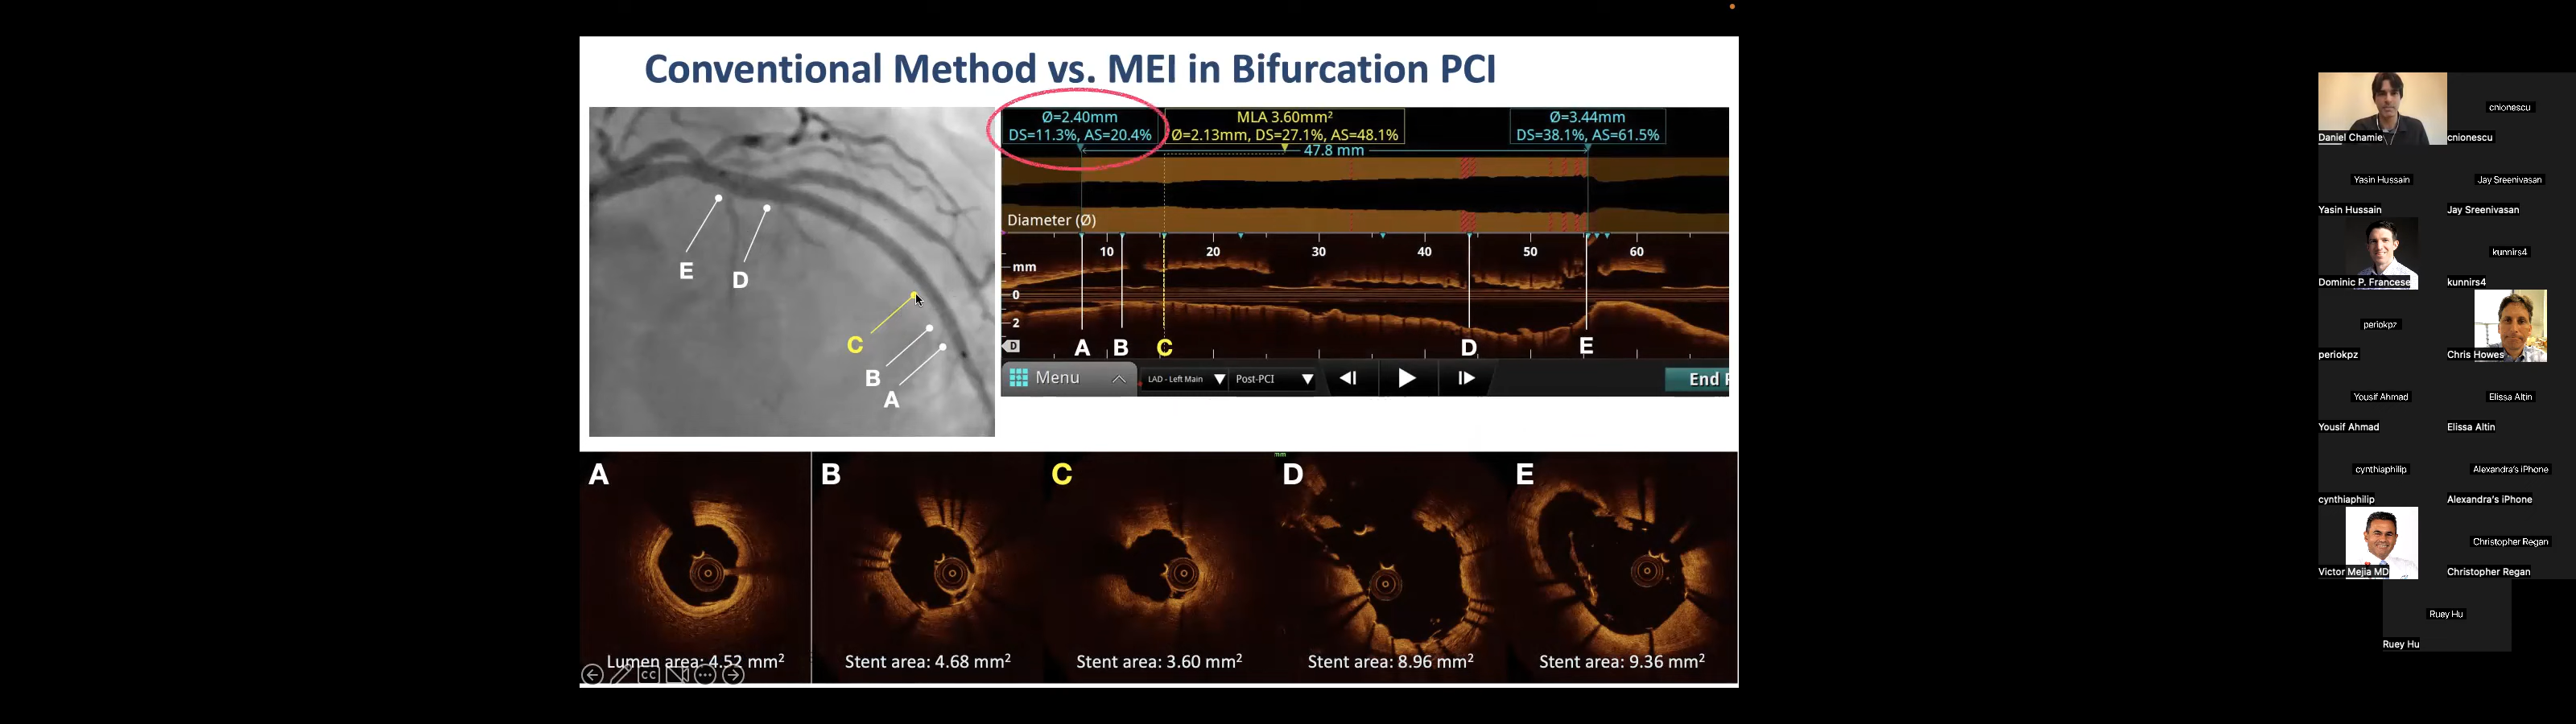 Conventional Method vs. MEI in Bifurcation PCI
Ø=2.40mm
DS=11.3%, AS=20.4%
MLA 3.60mm²
Ø=2.13mm, DS=27.1%, AS=48.1%
Ø=3.44mm
DS=38.1%, AS=61.5%
47.8 mm
Diameter (Ø)
10 20 30 40 50 60
mm
0
2
D
A B C D E
E D
C
B
A
Menu LAD - Left Main Post-PCI End
A B C D E
mm
Lumen area: 4.52 mm²
Stent area: 4.68 mm²
Stent area: 3.60 mm²
Stent area: 8.96 mm²
Stent area: 9.36 mm²
CC
Daniel Chamie
cnionescu
cnionescu
Yasin Hussain
Yasin Hussain
Jay Sreenivasan
Jay Sreenivasan
Dominic P. Francese
kunnirs4
kunnirs4
periokpz
periokpz
Chris Howes
Yousif Ahmad
Yousif Ahmad
Elissa Altin
Elissa Altin
cynthiaphilip
cynthiaphilip
Alexandra's iPhone
Alexandra's iPhone
Victor Mejia MD
Christopher Regan
Christopher Regan
Ruey Hu
Ruey Hu